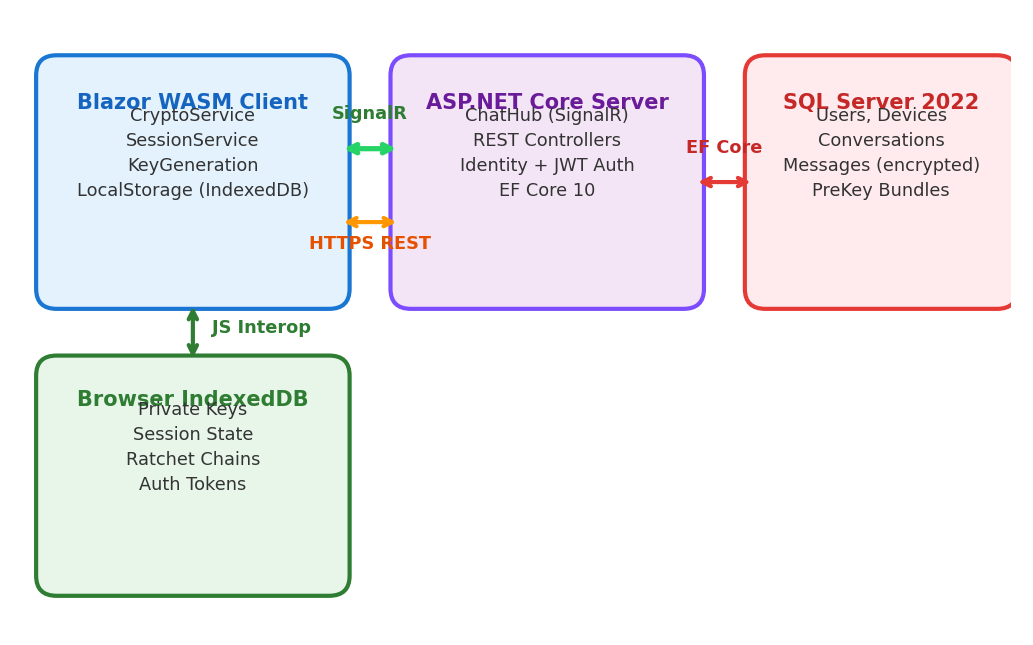 Blazor WASM Client
CryptoService
SessionService
KeyGeneration
LocalStorage (IndexedDB)
SignalR
HTTPS REST
ASP.NET Core Server
ChatHub (SignalR)
REST Controllers
Identity + JWT Auth
EF Core 10
EF Core
SQL Server 2022
Users, Devices
Conversations
Messages (encrypted)
PreKey Bundles
JS Interop
Browser IndexedDB
Private Keys
Session State
Ratchet Chains
Auth Tokens